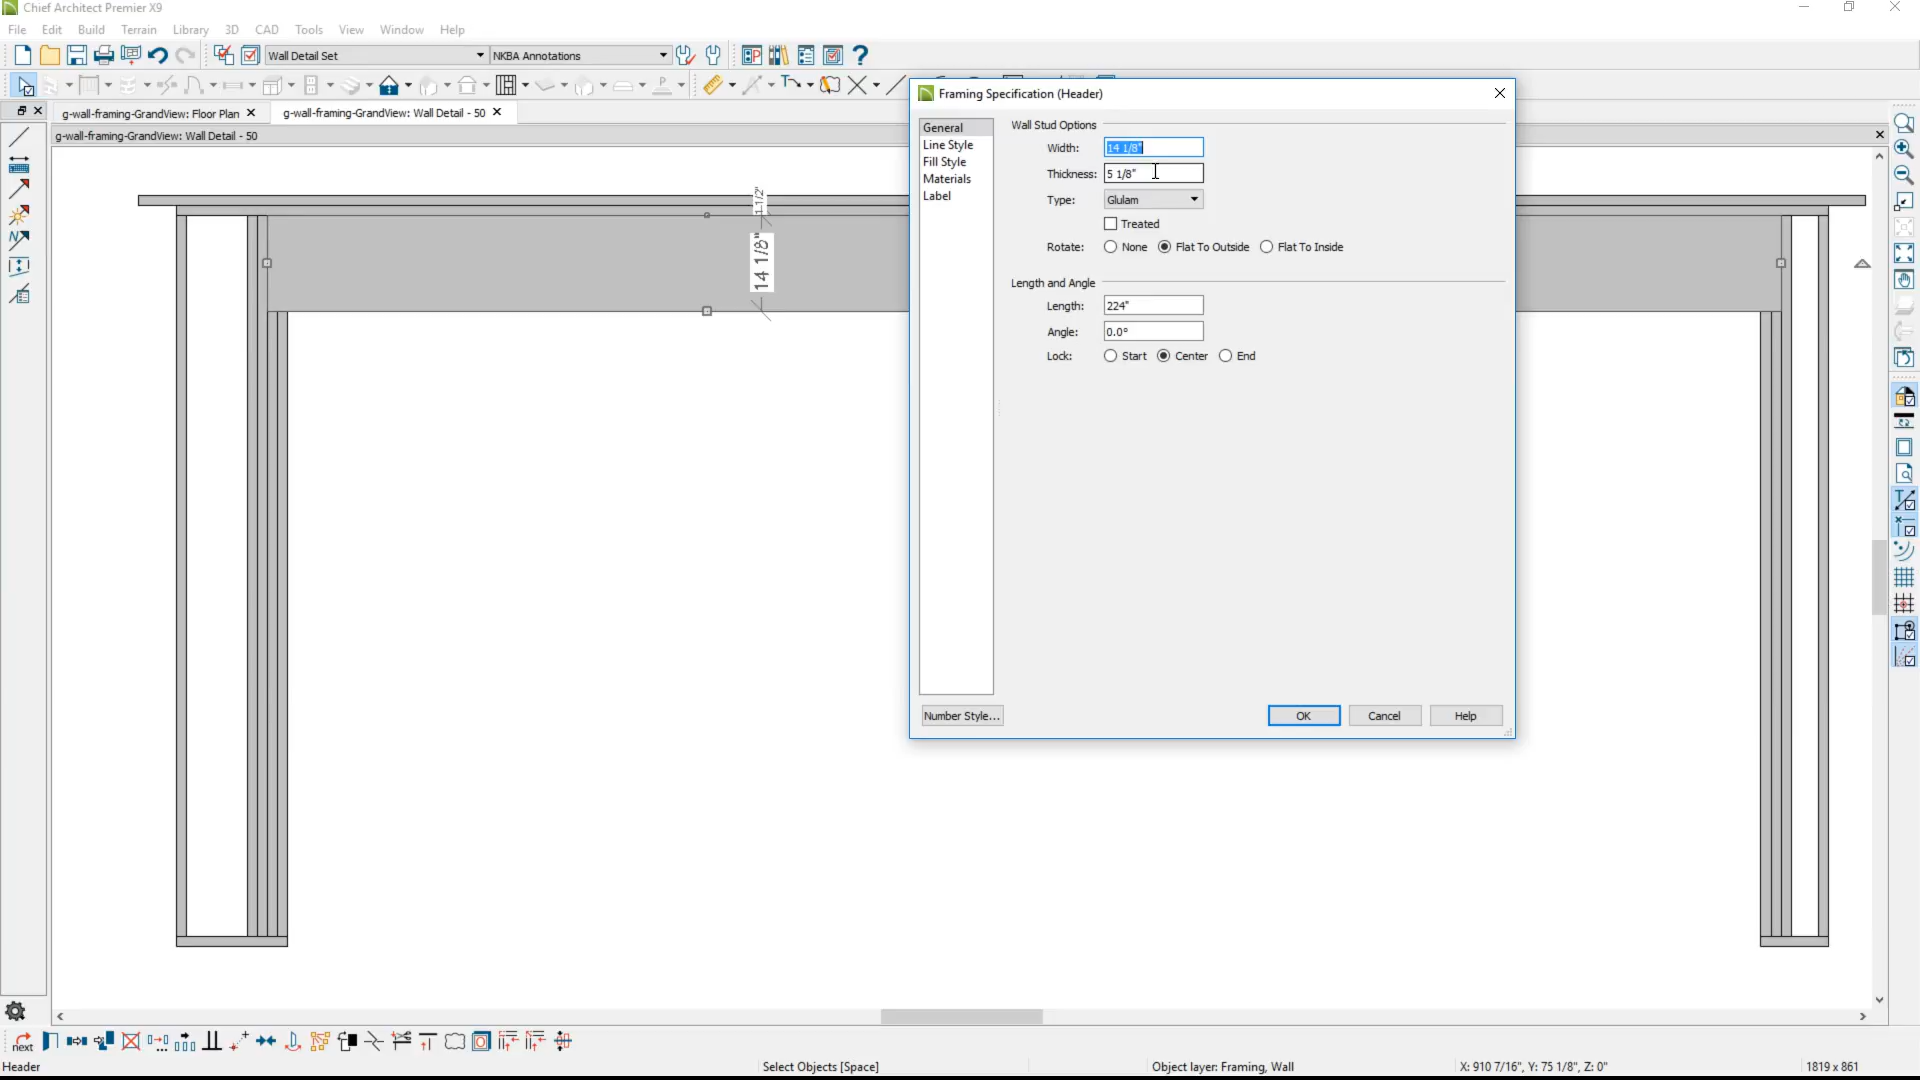 Chief Architect Premier X9
File Edit Build Terrain Library 3D CAD Tools View Window Help
Wall Detail Set NKBA Annotations
g-wall-framing-GrandView: Floor Plan g-wall-framing-GrandView: Wall Detail - 50
g-wall-framing-GrandView: Wall Detail - 50
1 1/2"
14 1/8"
Framing Specification (Header)
General
Line Style
Fill Style
Materials
Label
Wall Stud Options
Width: 14 1/8"
Thickness: 5 1/8"
Type: Glulam
Treated
Rotate: None Flat To Outside Flat To Inside
Length and Angle
Length: 224"
Angle: 0.0°
Lock: Start Center End
Number Style... OK Cancel Help
next
Header Select Objects [Space] Object layer: Framing, Wall X: 910 7/16", Y: 75 1/8", Z: 0" 1819 x 861